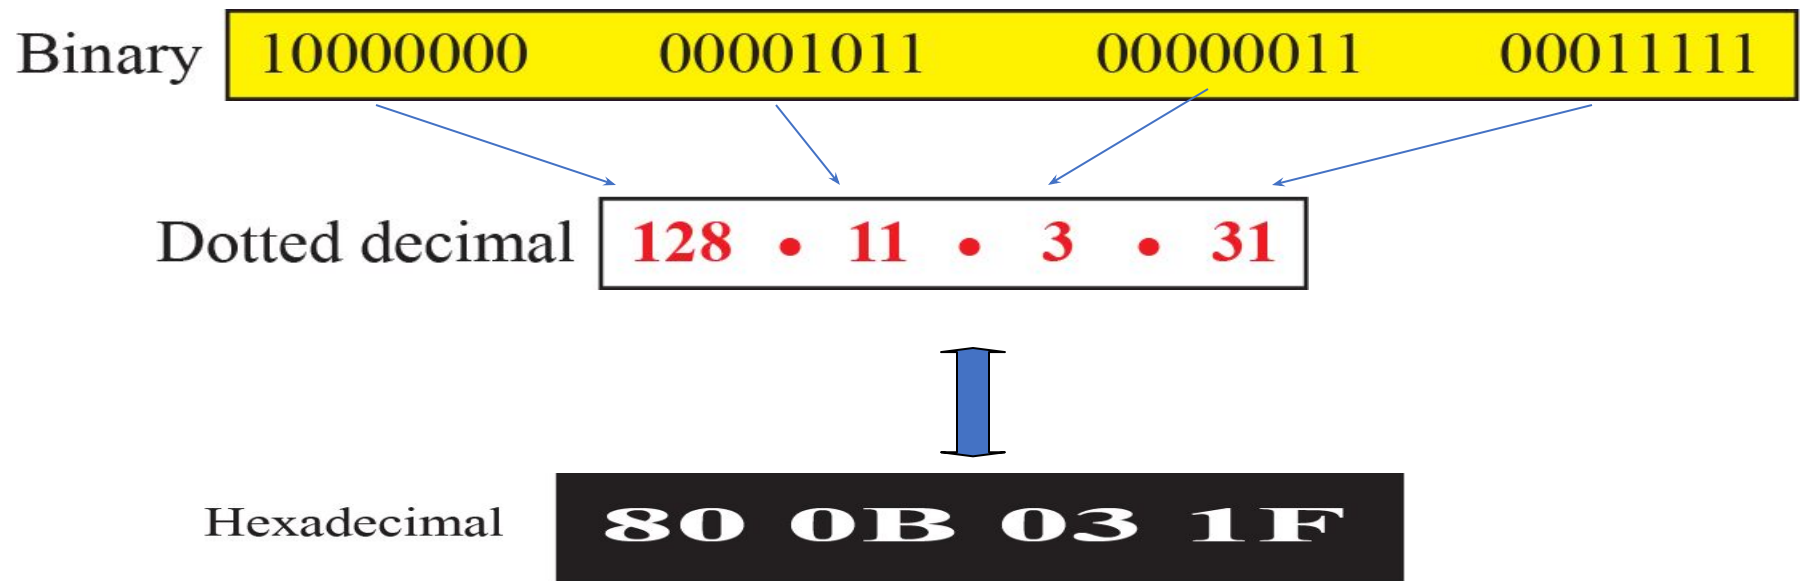 Binary 10000000 00001011 00000011 00011111
Dotted decimal 128 • 11 • 3 • 31
Hexadecimal 80 0B 03 1F